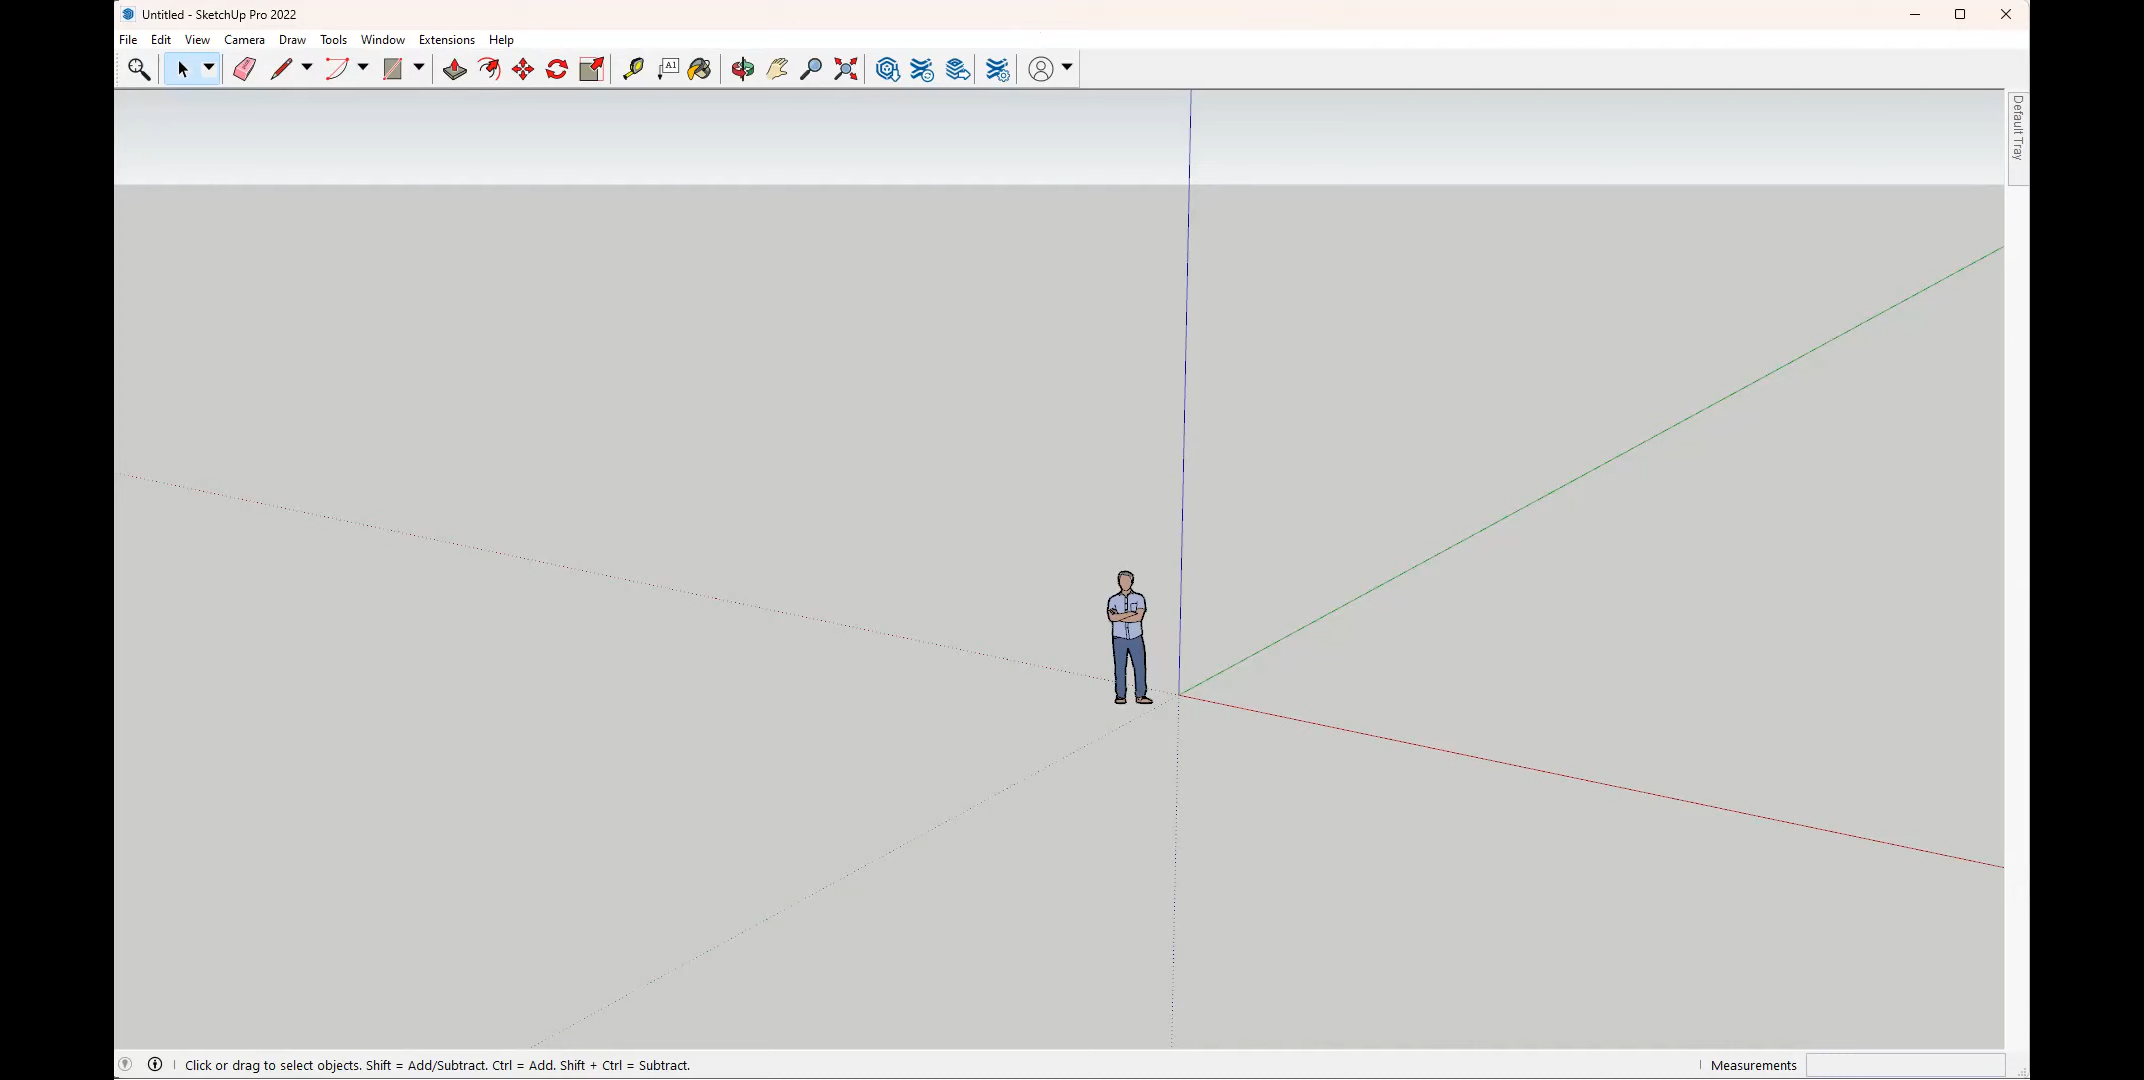 Untitled - SketchUp Pro 2022
File Edit View Camera Draw Tools Window Extensions Help
A1
Default Tray
Click or drag to select objects. Shift = Add/Subtract. Ctrl = Add. Shift + Ctrl = Subtract.
Measurements